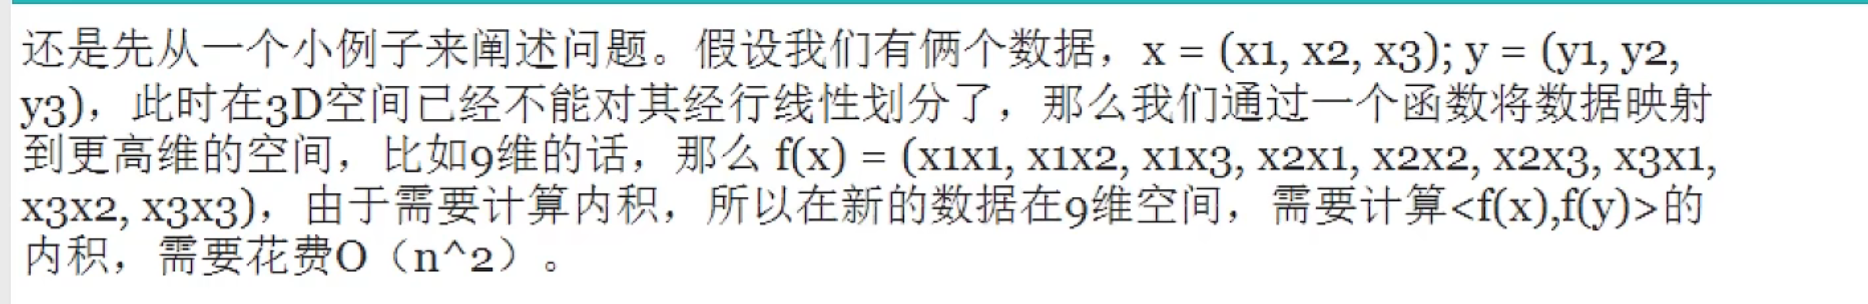 还是先从一个小例子来阐述问题。假设我们有俩个数据，x = (x1, x2, x3); y = (y1, y2,
y3)，此时在3D空间已经不能对其经行线性划分了，那么我们通过一个函数将数据映射
到更高维的空间，比如9维的话，那么 f(x) = (x1x1, x1x2, x1x3, x2x1, x2x2, x2x3, x3x1,
x3x2, x3x3)，由于需要计算内积，所以在新的数据在9维空间，需要计算<f(x),f(y)>的
内积，需要花费O（n^2）。